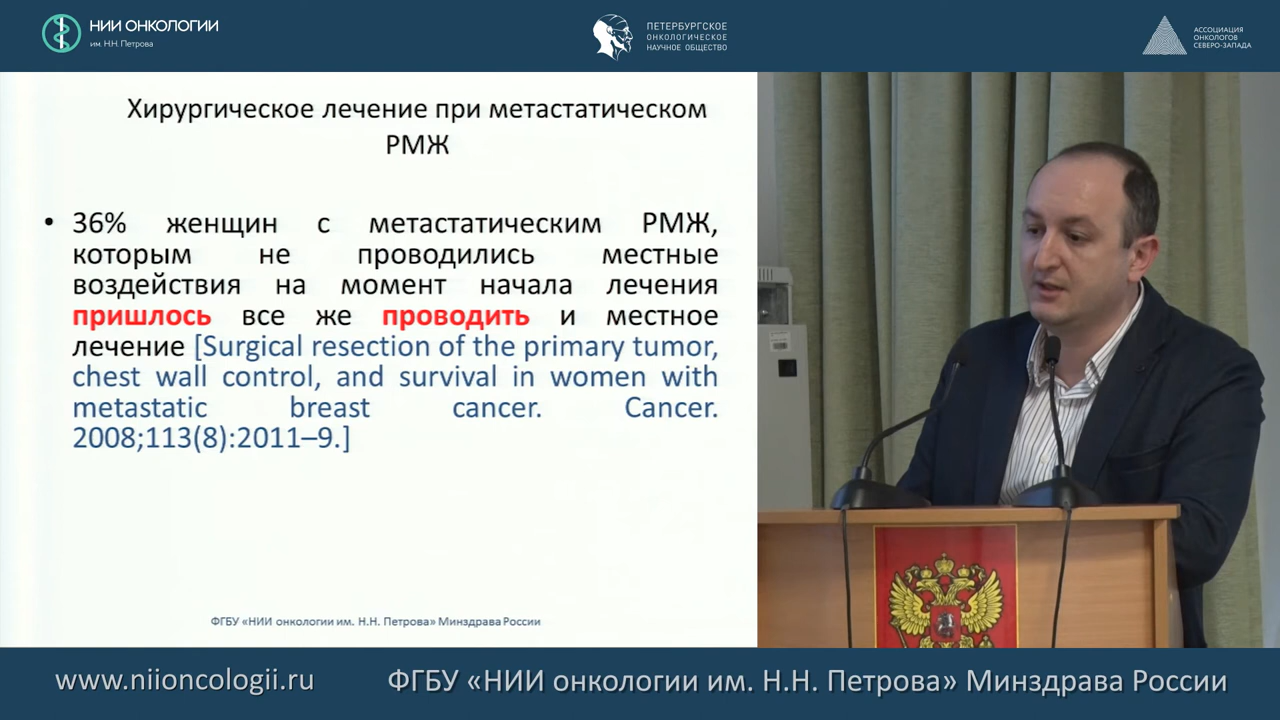 НИИ ОНКОЛОГИИ
им. Н.Н. Петрова
ПЕТЕРБУРГСКОЕ
ОНКОЛОГИЧЕСКОЕ
НАУЧНОЕ ОБЩЕСТВО
АССОЦИАЦИЯ
ОНКОЛОГОВ
СЕВЕРО-ЗАПАДА
Хирургическое лечение при метастатическом
РМЖ
• 36% женщин с метастатическим РМЖ,
которым не проводились местные
воздействия на момент начала лечения
пришлось все же проводить и местное
лечение [Surgical resection of the primary tumor,
chest wall control, and survival in women with
metastatic breast cancer. Cancer.
2008;113(8):2011–9.]
ФГБУ «НИИ онкологии им. Н.Н. Петрова» Минздрава России
www.niioncologii.ru
ФГБУ «НИИ онкологии им. Н.Н. Петрова» Минздрава России